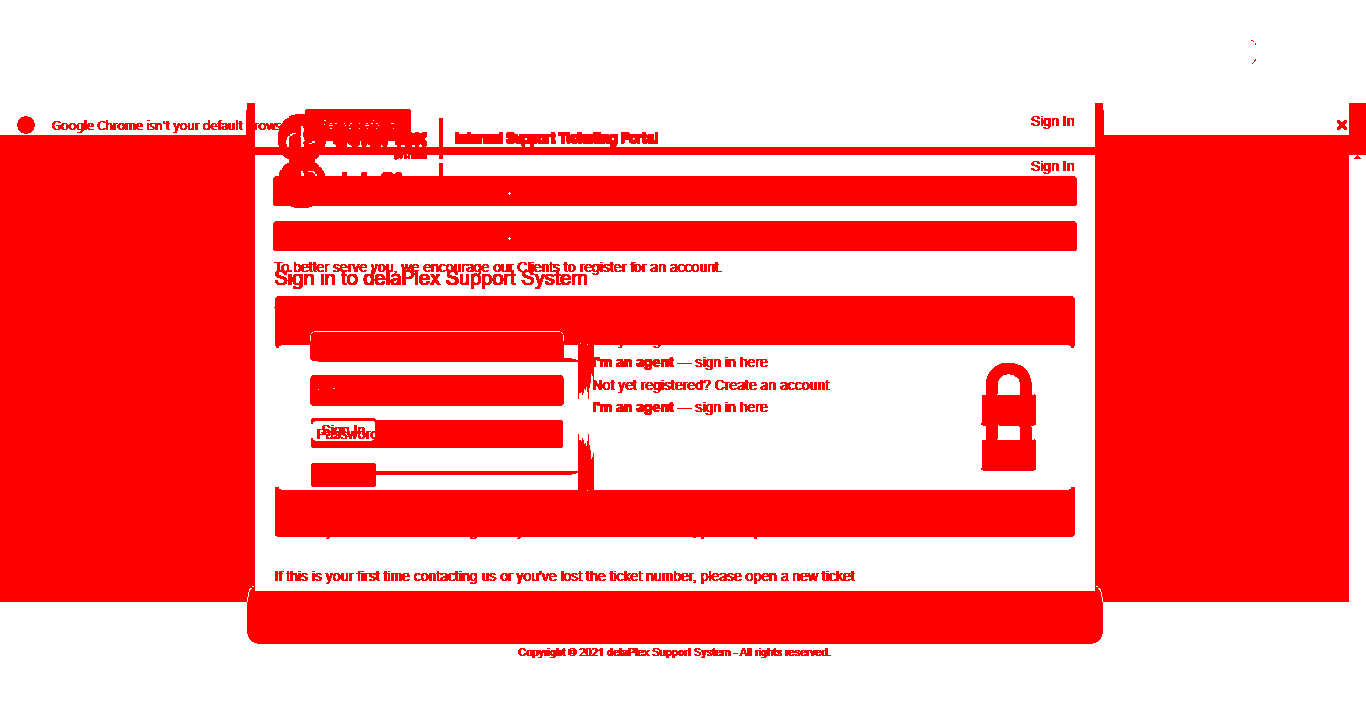 Sign In
Google Chrome isn't your default
Internal Support Ticketing Portal
Sign In
To better serve you, we encourage our Clients to register for an account.
Sign in to delaPlex Support System
I'm an agent — sign in here
Not yet registered? Create an account
I'm an agent — sign in here
Sign In
Password
If this is your first time contacting us or you've lost the ticket number, please open a new ticket
Copyright © 2021 delaPlex Support System - All rights reserved.